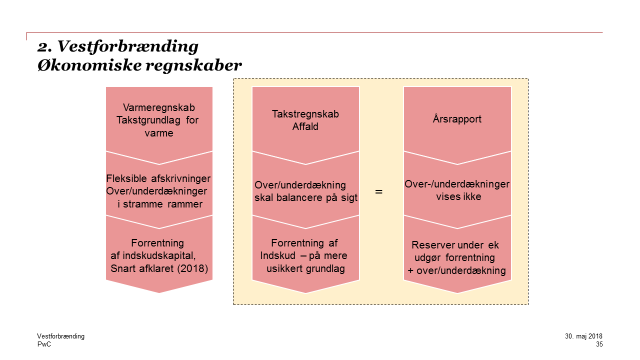 2. Vestforbrænding
Økonomiske regnskaber
Varmeregnskab
Takstgrundlag for
varme
Fleksible afskrivninger
Over/underdækninger
i stramme rammer
Forrentning
af indskudskapital,
Snart afklaret (2018)
Takstregnskab
Affald
Over/underdækning
skal balancere på sigt
Forrentning af
Indskud – på mere
usikkert grundlag
=
Årsrapport
Over-/underdækninger
vises ikke
Reserver under ek
udgør forrentning
+ over/underdækning
Vestforbrænding
PwC
30. maj 2018
35